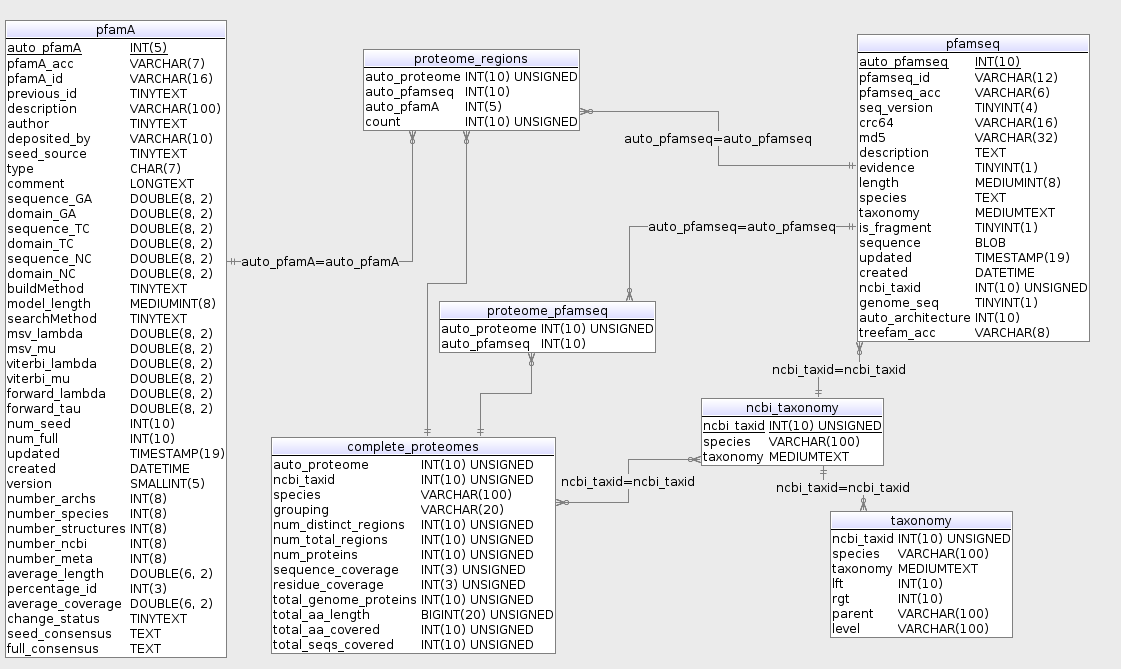 pfamA
auto_pfamA INT(5)
pfamA_acc VARCHAR(7)
pfamA_id VARCHAR(16)
previous_id TINYTEXT
description VARCHAR(100)
author TINYTEXT
deposited_by VARCHAR(10)
seed_source TINYTEXT
type CHAR(7)
comment LONGTEXT
sequence_GA DOUBLE(8, 2)
domain_GA DOUBLE(8, 2)
sequence_TC DOUBLE(8, 2)
domain_TC DOUBLE(8, 2)
sequence_NC DOUBLE(8, 2)
domain_NC DOUBLE(8, 2)
buildMethod TINYTEXT
model_length MEDIUMINT(8)
searchMethod TINYTEXT
msv_lambda DOUBLE(8, 2)
msv_mu DOUBLE(8, 2)
viterbi_lambda DOUBLE(8, 2)
viterbi_mu DOUBLE(8, 2)
forward_lambda DOUBLE(8, 2)
forward_tau DOUBLE(8, 2)
num_seed INT(10)
num_full INT(10)
updated TIMESTAMP(19)
created DATETIME
version SMALLINT(5)
number_archs INT(8)
number_species INT(8)
number_structures INT(8)
number_ncbi INT(8)
number_meta INT(8)
average_length DOUBLE(6, 2)
percentage_id INT(3)
average_coverage DOUBLE(6, 2)
change_status TINYTEXT
seed_consensus TEXT
full_consensus TEXT
auto_pfamA=auto_pfamA
proteome_regions
auto_proteome INT(10) UNSIGNED
auto_pfamseq INT(10)
auto_pfamA INT(5)
count INT(10) UNSIGNED
auto_pfamseq=auto_pfamseq
auto_pfamseq=auto_pfamseq
proteome_pfamseq
auto_proteome INT(10) UNSIGNED
auto_pfamseq INT(10)
complete_proteomes
auto_proteome INT(10) UNSIGNED
ncbi_taxid INT(10) UNSIGNED
species VARCHAR(100)
grouping VARCHAR(20)
num_distinct_regions INT(10) UNSIGNED
num_total_regions INT(10) UNSIGNED
num_proteins INT(10) UNSIGNED
sequence_coverage INT(3) UNSIGNED
residue_coverage INT(3) UNSIGNED
total_genome_proteins INT(10) UNSIGNED
total_aa_length BIGINT(20) UNSIGNED
total_aa_covered INT(10) UNSIGNED
total_seqs_covered INT(10) UNSIGNED
ncbi_taxid=ncbi_taxid
pfamseq
auto_pfamseq INT(10)
pfamseq_id VARCHAR(12)
pfamseq_acc VARCHAR(6)
seq_version TINYINT(4)
crc64 VARCHAR(16)
md5 VARCHAR(32)
description TEXT
evidence TINYINT(1)
length MEDIUMINT(8)
species TEXT
taxonomy MEDIUMTEXT
is_fragment TINYINT(1)
sequence BLOB
updated TIMESTAMP(19)
created DATETIME
ncbi_taxid INT(10) UNSIGNED
genome_seq TINYINT(1)
auto_architecture INT(10)
treefam_acc VARCHAR(8)
ncbi_taxid=ncbi_taxid
ncbi_taxonomy
ncbi_taxid INT(10) UNSIGNED
species VARCHAR(100)
taxonomy MEDIUMTEXT
ncbi_taxid=ncbi_taxid
taxonomy
ncbi_taxid INT(10) UNSIGNED
species VARCHAR(100)
taxonomy MEDIUMTEXT
lft INT(10)
rgt INT(10)
parent VARCHAR(100)
level VARCHAR(100)